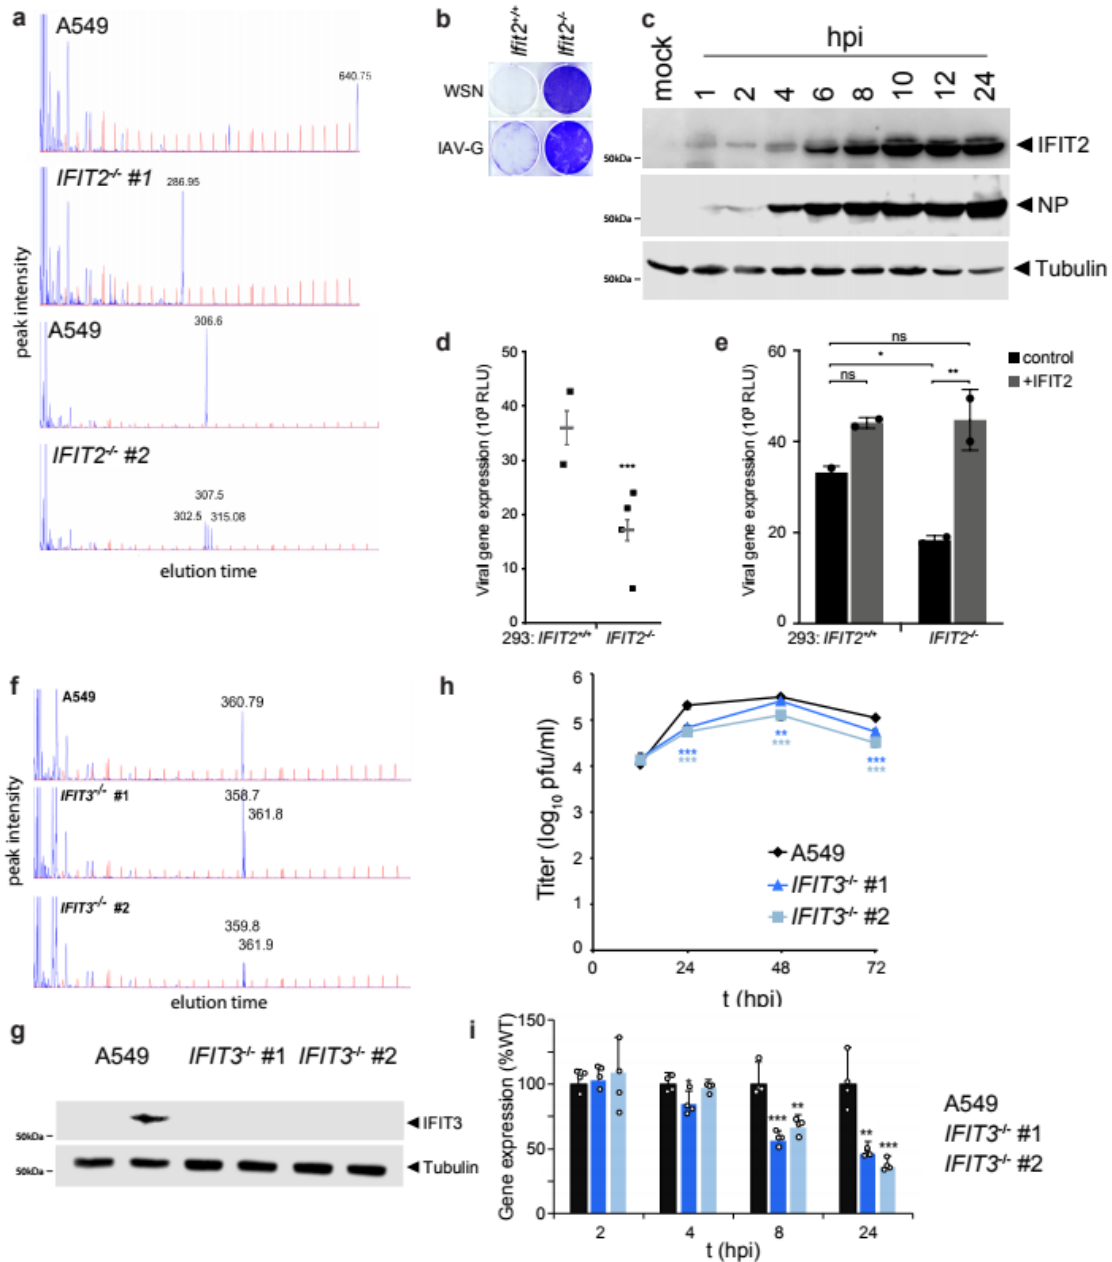 a
A549
640.75
IFIT2-/- #1
286.95
A549
306.6
IFIT2-/- #2
307.5
302.5
315.08
peak intensity
elution time
b
Ifit2+/+
Ifit2-/-
WSN
IAV-G
c
hpi
mock
1
2
4
6
8
10
12
24
50kDa
IFIT2
50kDa
NP
50kDa
Tubulin
d
Viral gene expression (10³ RLU)
50
40
30
20
10
0
***
293: IFIT2+/+
IFIT2-/-
e
Viral gene expression (10³ RLU)
60
40
20
0
ns
*
ns
**
control
+IFIT2
293: IFIT2+/+
IFIT2-/-
f
A549
360.79
IFIT3-/- #1
358.7
361.8
IFIT3-/- #2
359.8
361.9
peak intensity
elution time
g
A549
IFIT3-/- #1
IFIT3-/- #2
50kDa
IFIT3
50kDa
Tubulin
h
Titer (log10 pfu/ml)
6
5
4
3
2
1
0
***
***
**
***
***
***
A549
IFIT3-/- #1
IFIT3-/- #2
0
24
48
72
t (hpi)
i
Gene expression (%WT)
150
100
50
0
*
***
**
**
***
2
4
8
24
t (hpi)
A549
IFIT3-/- #1
IFIT3-/- #2